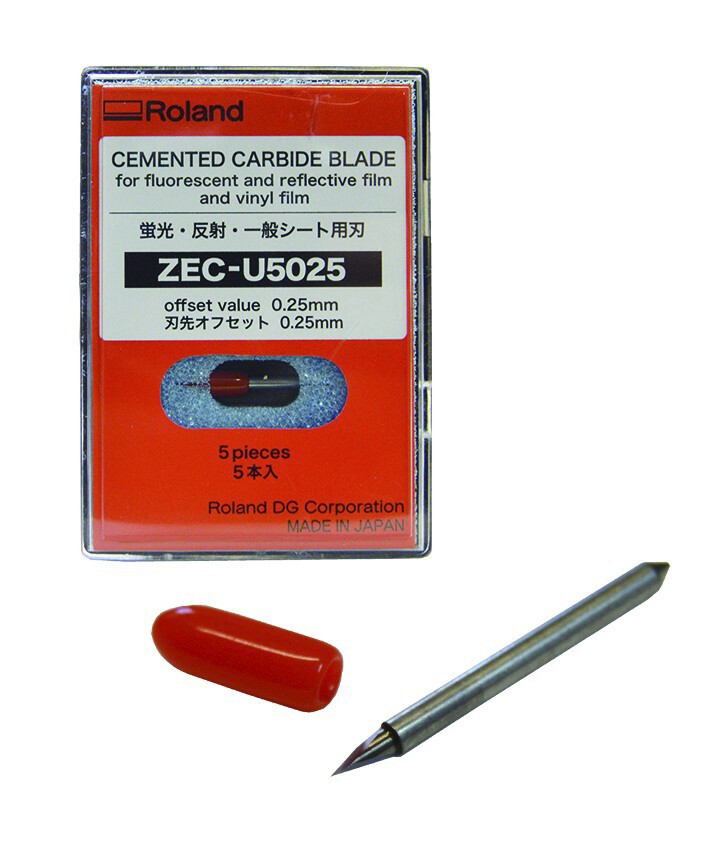 Roland
CEMENTED CARBIDE BLADE
for fluorescent and reflective film
and vinyl film
蛍光・反射・一般シート用刃
ZEC-U5025
offset value 0.25mm
刃先オフセット 0.25mm
5 pieces
5本入
Roland DG Corporation
MADE IN JAPAN